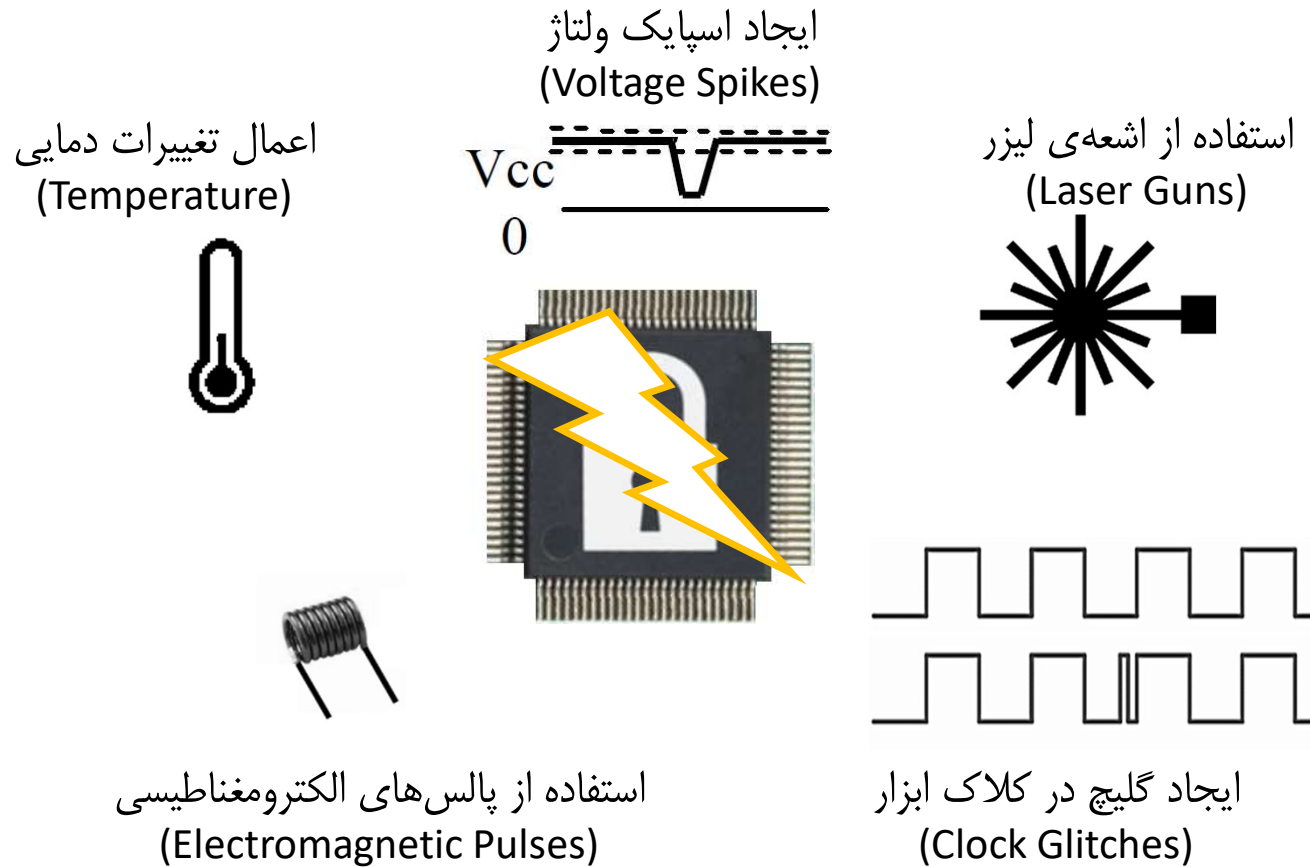 ایجاد اسپایک ولتاژ
(Voltage Spikes)
اعمال تغییرات دمایی
(Temperature)
استفاده از اشعه‌ی لیزر
(Laser Guns)
Vcc
0
استفاده از پالس‌های الکترومغناطیسی
(Electromagnetic Pulses)
ایجاد گلیچ در کلاک ابزار
(Clock Glitches)